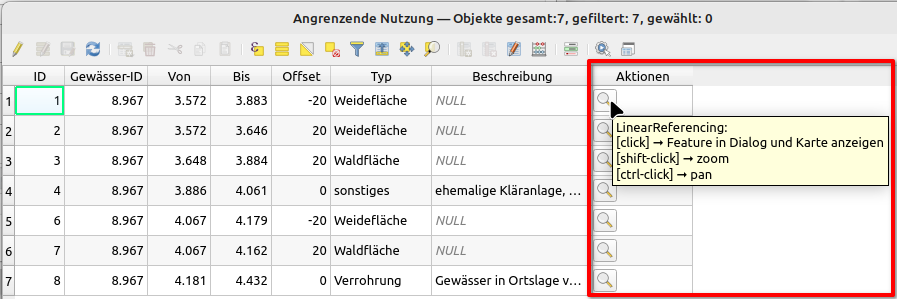 Angrenzende Nutzung — Objekte gesamt:7, gefiltert: 7, gewählt: 0
ID Gewässer-ID Von Bis Offset Typ Beschreibung Aktionen
1 1 8.967 3.572 3.883 -20 Weidefläche NULL
2 2 8.967 3.572 3.646 20 Weidefläche NULL
3 3 8.967 3.648 3.884 20 Waldfläche NULL
4 4 8.967 3.886 4.061 0 sonstiges ehemalige Kläranlage, …
5 6 8.967 4.067 4.179 -20 Weidefläche NULL
6 7 8.967 4.067 4.162 20 Waldfläche NULL
7 8 8.967 4.181 4.432 0 Verrohrung Gewässer in Ortslage v…
LinearReferencing:
[click] → Feature in Dialog und Karte anzeigen
[shift-click] → zoom
[ctrl-click] → pan